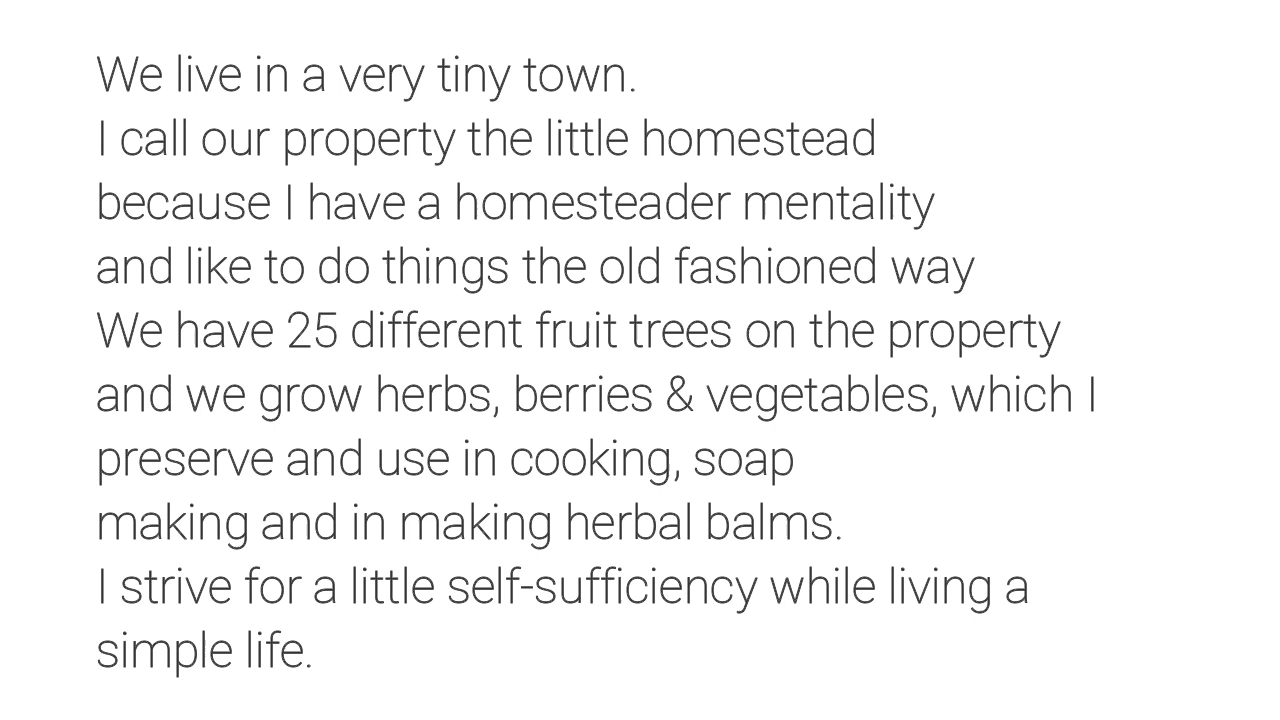 We live in a very tiny town.
I call our property the little homestead
because I have a homesteader mentality
and like to do things the old fashioned way
We have 25 different fruit trees on the property
and we grow herbs, berries & vegetables, which I
preserve and use in cooking, soap
making and in making herbal balms.
I strive for a little self-sufficiency while living a
simple life.